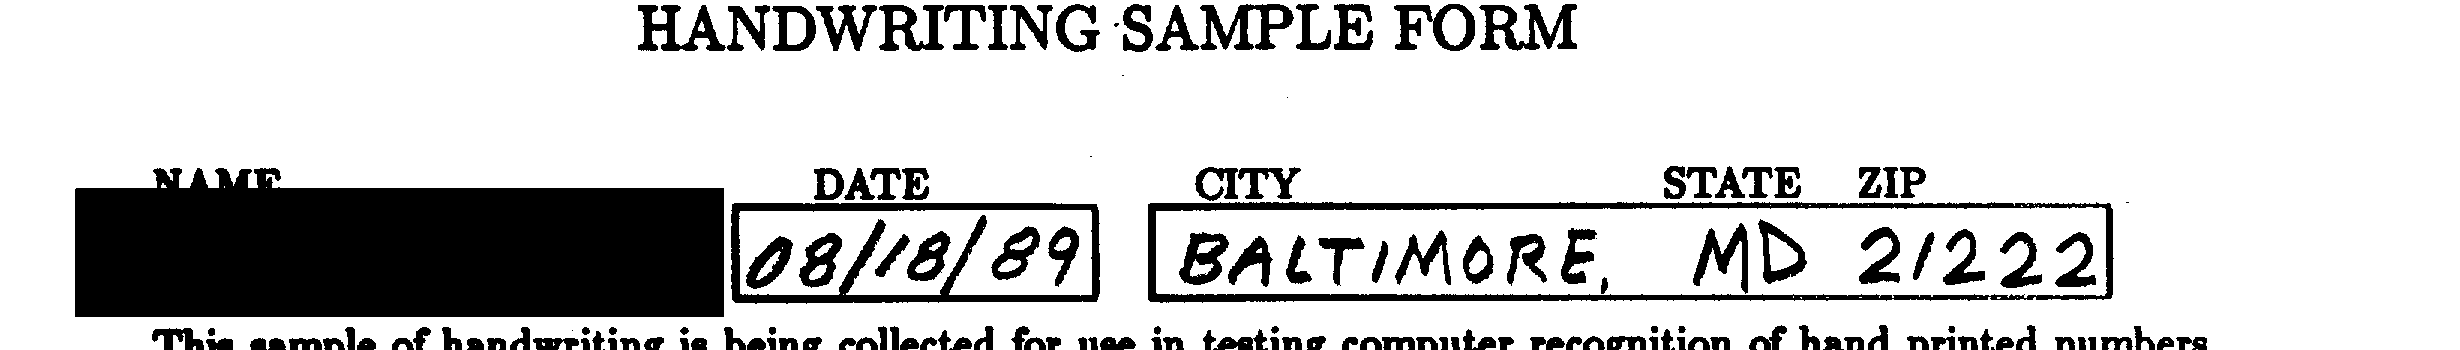 HANDWRITING SAMPLE FORM
NAME DATE CITY STATE ZIP
08/18/89 BALTIMORE, MD 21222
This sample of handwriting is being collected for use in testing computer recognition of hand printed numbers